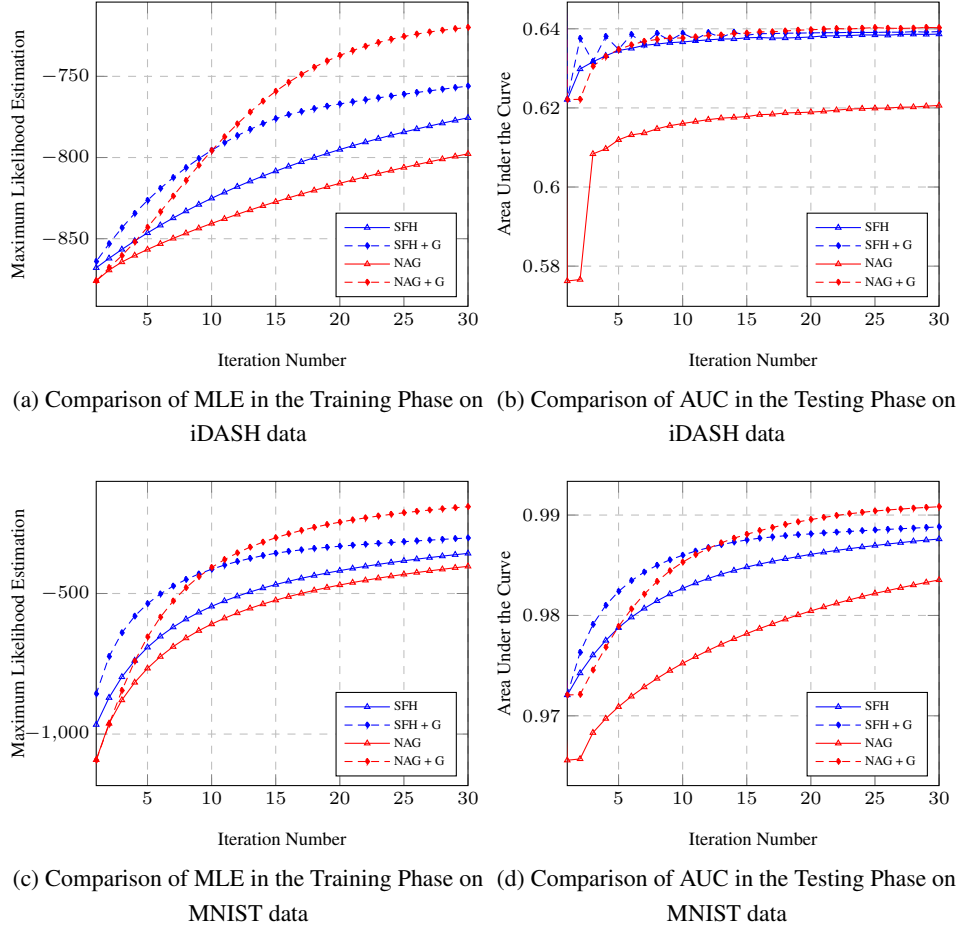 −750
−800
−850
5 10 15 20 25 30
Maximum Likelihood Estimation
Iteration Number
SFH
SFH + G
NAG
NAG + G
(a) Comparison of MLE in the Training Phase on
iDASH data
0.64
0.62
0.6
0.58
5 10 15 20 25 30
Area Under the Curve
Iteration Number
SFH
SFH + G
NAG
NAG + G
(b) Comparison of AUC in the Testing Phase on
iDASH data
−500
−1,000
5 10 15 20 25 30
Maximum Likelihood Estimation
Iteration Number
SFH
SFH + G
NAG
NAG + G
(c) Comparison of MLE in the Training Phase on
MNIST data
0.99
0.98
0.97
5 10 15 20 25 30
Area Under the Curve
Iteration Number
SFH
SFH + G
NAG
NAG + G
(d) Comparison of AUC in the Testing Phase on
MNIST data